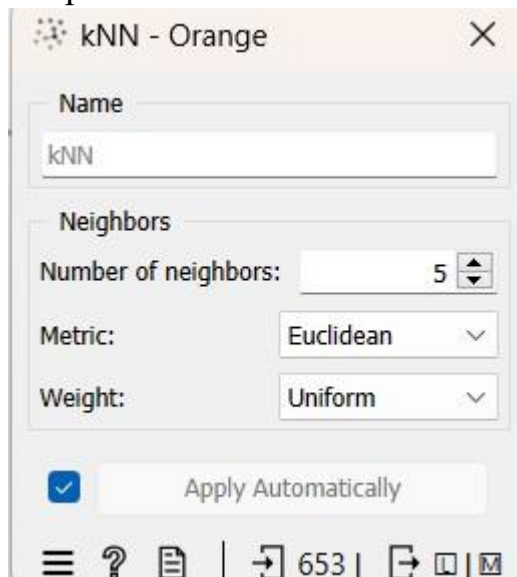 kNN - Orange
Name
kNN
Neighbors
Number of neighbors: 5
Metric: Euclidean
Weight: Uniform
Apply Automatically
? 653 | L | M